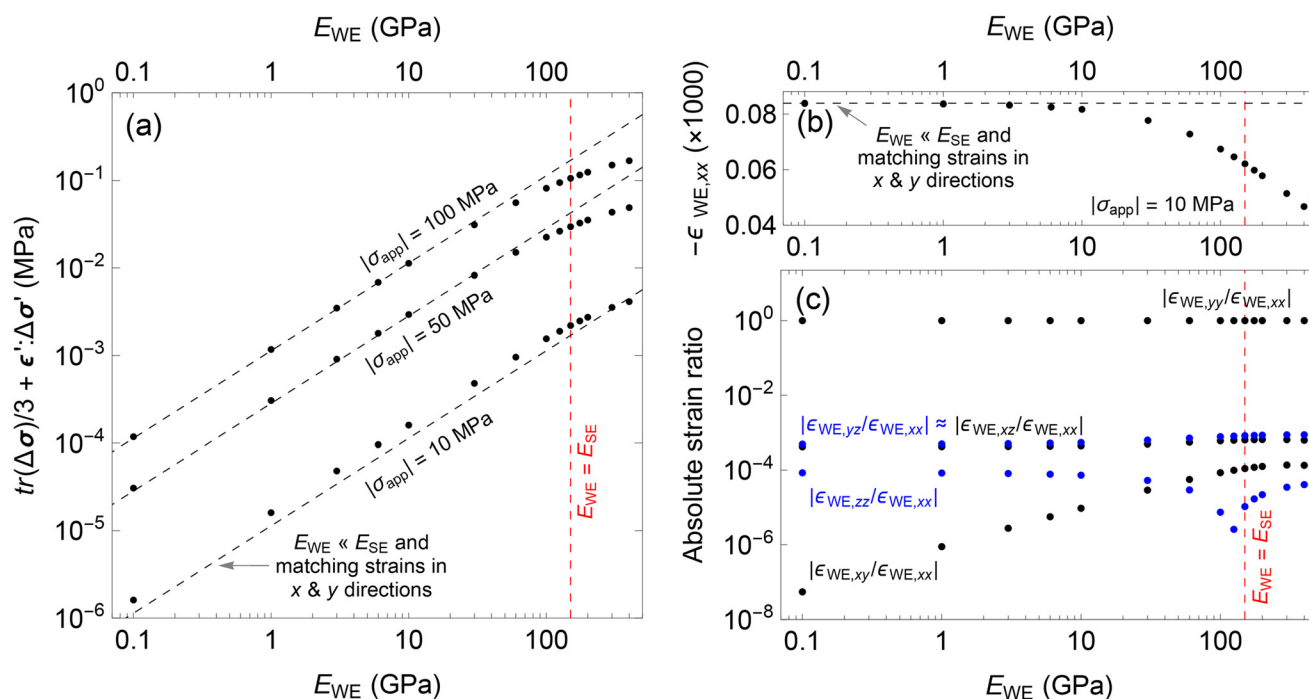 E_WE (GPa)
0.1 1 10 100
10^0
10^-1
10^-2
10^-3
10^-4
10^-5
10^-6
tr(Δσ)/3 + ϵ':Δσ' (MPa)
(a)
|σ_app| = 100 MPa
|σ_app| = 50 MPa
|σ_app| = 10 MPa
E_WE = E_SE
E_WE ≪ E_SE and
matching strains in
x & y directions
0.1 1 10 100
E_WE (GPa)
E_WE (GPa)
0.1 1 10 100
−ϵ_WE,xx (×1000)
0.08
0.06
0.04
(b)
E_WE ≪ E_SE and
matching strains in
x & y directions
|σ_app| = 10 MPa
0.1 1 10 100
Absolute strain ratio
10^0
10^-2
10^-4
10^-6
10^-8
(c)
|ϵ_WE,yy/ϵ_WE,xx|
|ϵ_WE,yz/ϵ_WE,xx| ≈ |ϵ_WE,xz/ϵ_WE,xx|
|ϵ_WE,zz/ϵ_WE,xx|
|ϵ_WE,xy/ϵ_WE,xx|
E_WE = E_SE
0.1 1 10 100
E_WE (GPa)